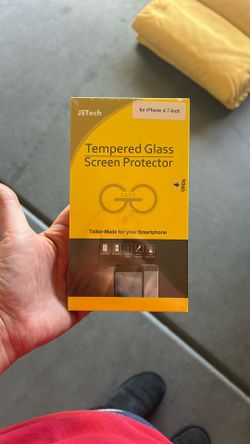 JETech
for iPhone 4.7-inch
Tempered Glass
Screen Protector
Tailor-Made for your Smartphone